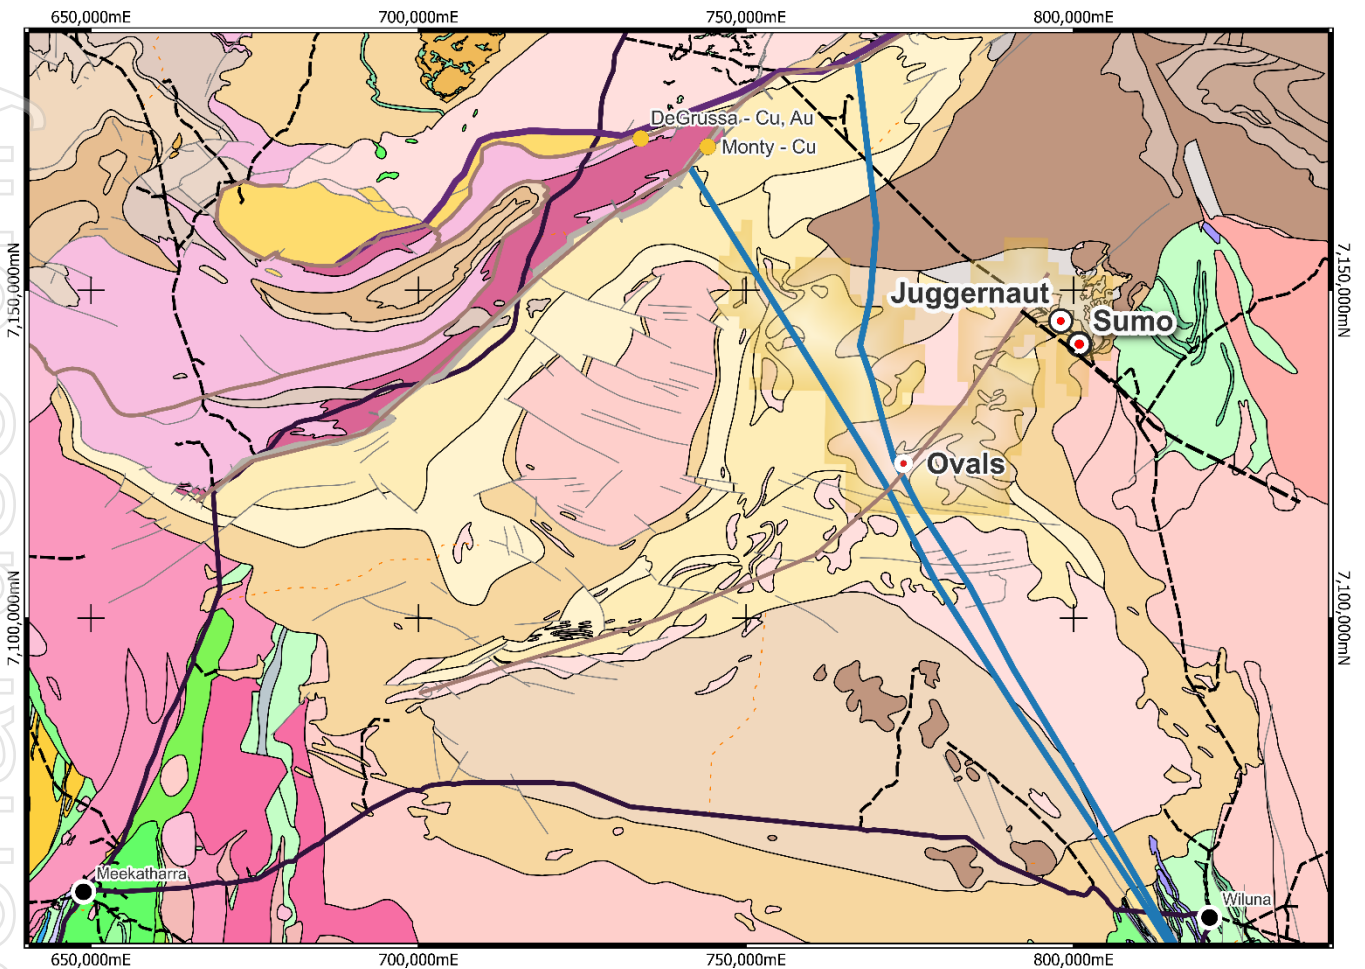 650,000mE 700,000mE 750,000mE 800,000mE
DeGrussa - Cu, Au
Monty - Cu
7,150,000mN
7,150,000mN
Juggernaut
Sumo
Ovals
7,100,000mN
7,100,000mN
Meekatharra
Wiluna
650,000mE 700,000mE 750,000mE 800,000mE